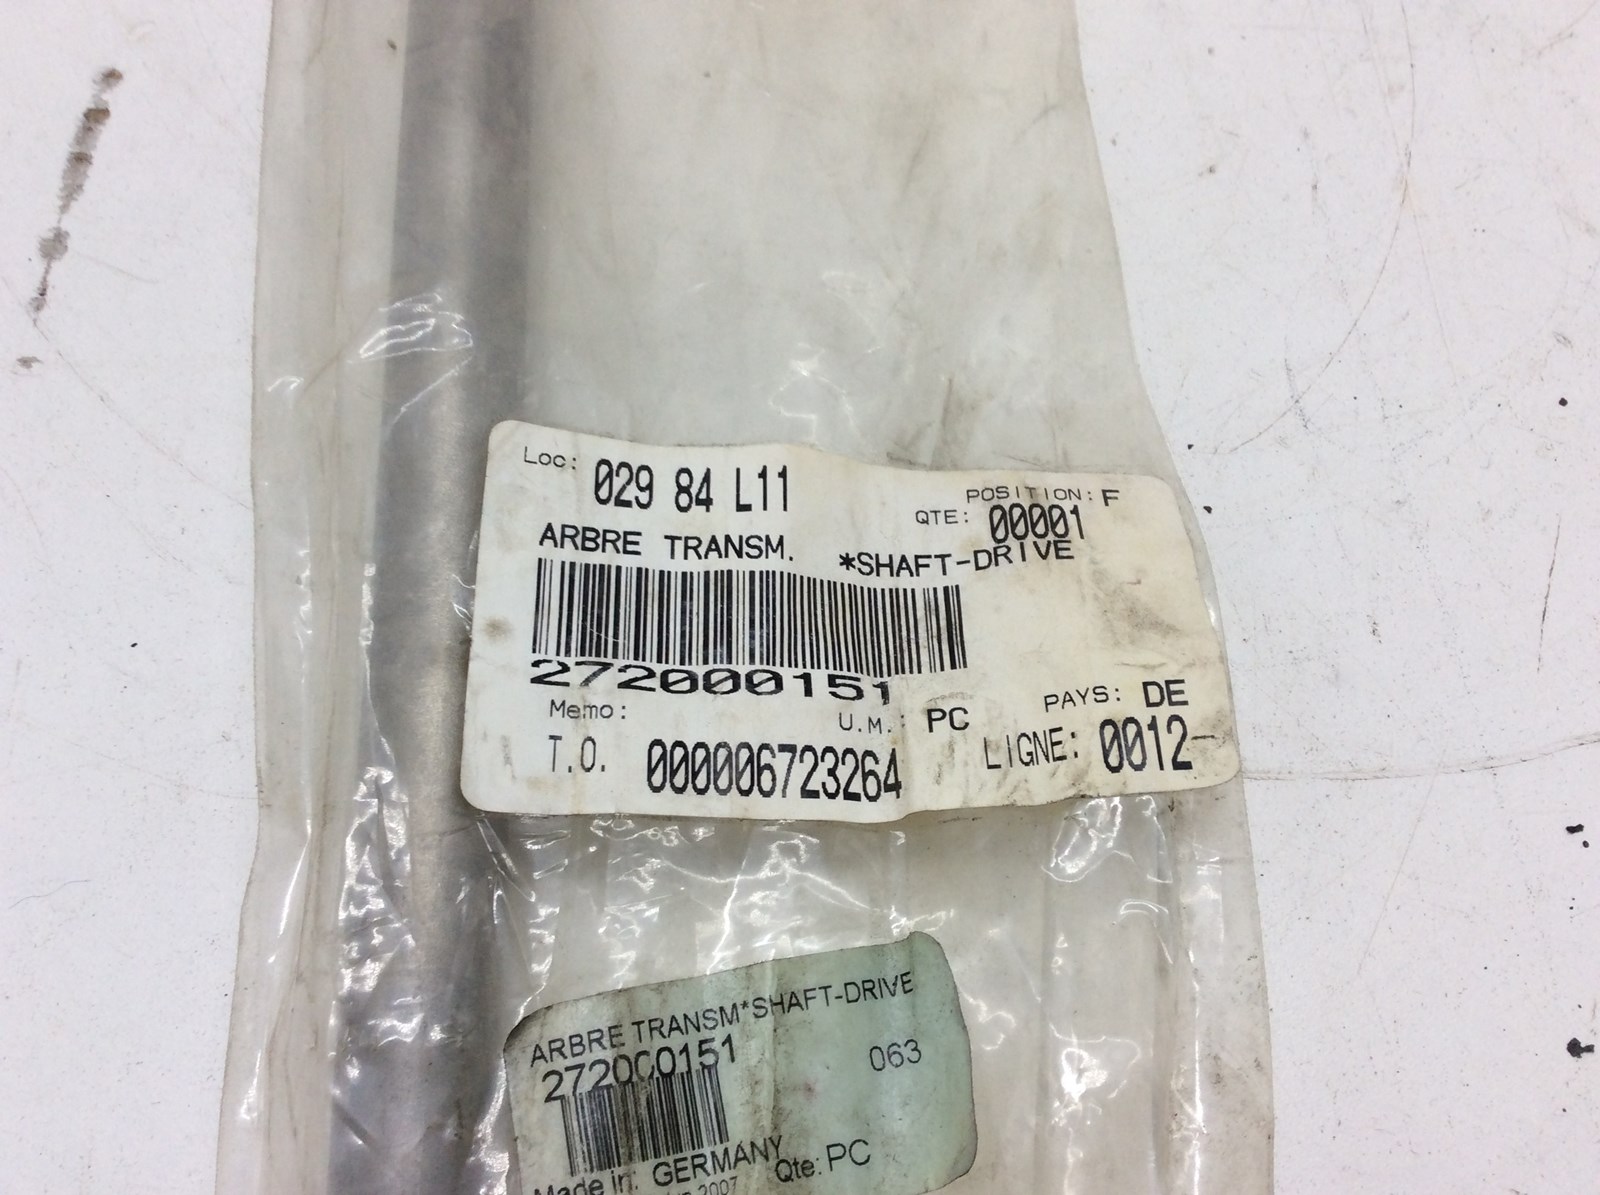 Loc: 029 84 L11
POSITION: F
QTE: 00001
ARBRE TRANSM. *SHAFT-DRIVE
272000151
Memo:
U.M.: PC
PAYS: DE
T.O. 000006723264
LIGNE: 0012-
ARBRE TRANSM*SHAFT-DRIVE
272000151
063
Made in: GERMANY
Qte: PC
2007